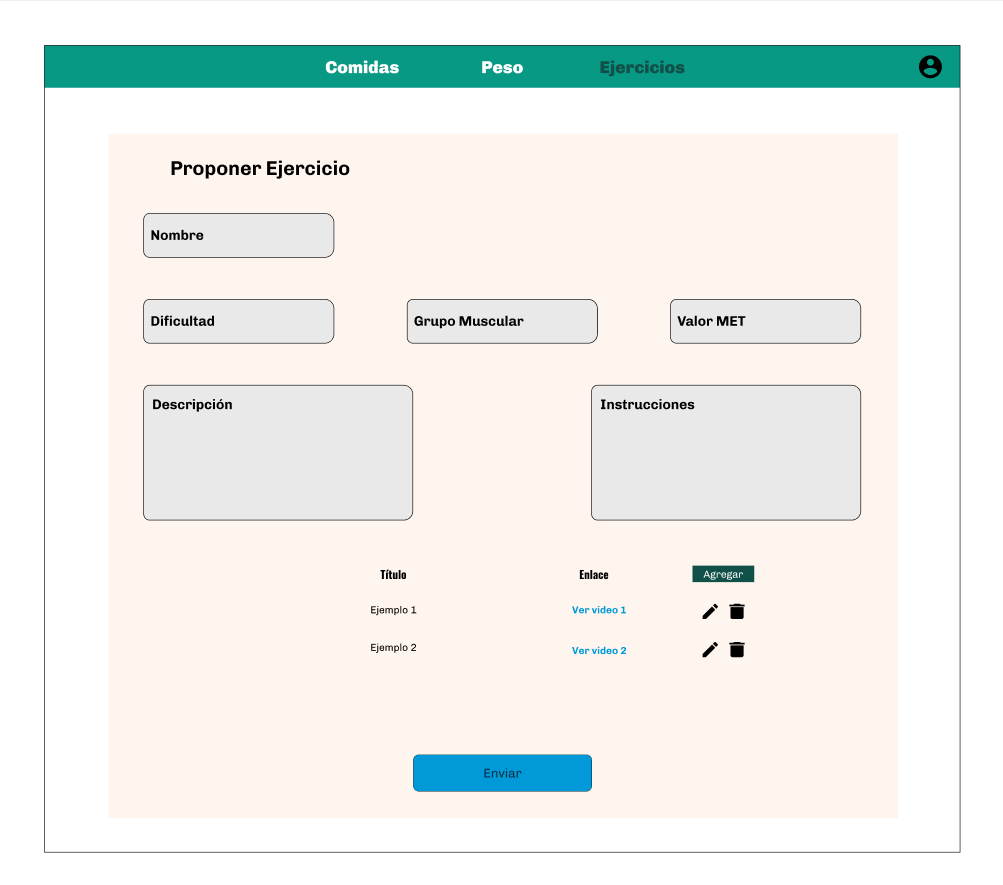 Comidas Peso Ejercicios
Proponer Ejercicio
Nombre
Dificultad Grupo Muscular Valor MET
Descripción Instrucciones
Título Enlace Agregar
Ejemplo 1 Ver video 1
Ejemplo 2 Ver video 2
Enviar